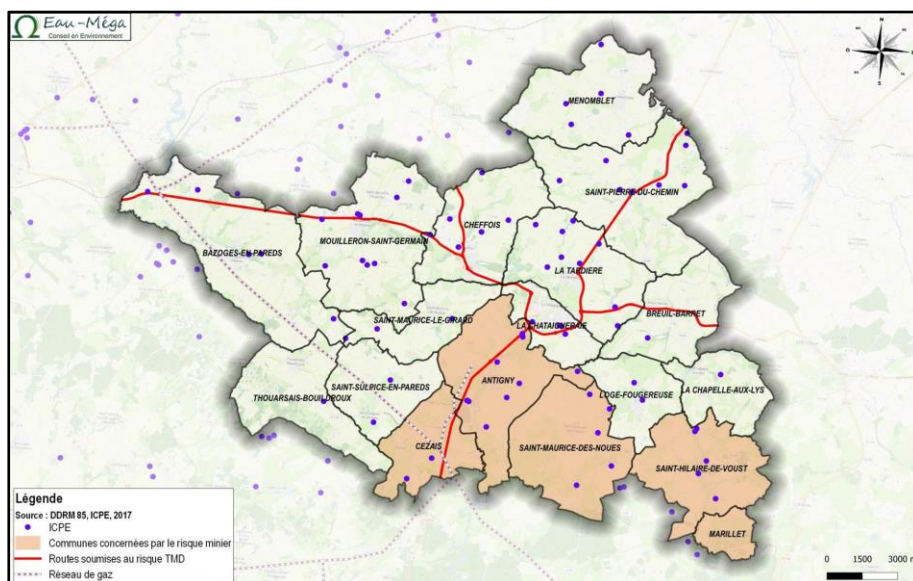 Ω Eau-Méga
Conseil en Environnement
N
O
S
MENOMBLET
SAINT-PIERRE-DU-CHEMIN
CHEFFOIS
MOUILLERON-SAINT-GERMAIN
BAZOGES-EN-PAREDS
LA TARDIERE
BREUIL-BARRET
SAINT-MAURICE-LE-GIRARD
LA CHATAIGNERAIE
SAINT-SULPICE-EN-PAREDS
THOUARSAIS-BOUILDROUX
ANTIGNY
LOGE-FOUGEREUSE
LA CHAPELLE-AUX-LYS
CEZAIS
SAINT-MAURICE-DES-NOUES
SAINT-HILAIRE-DE-VOUST
MARILLET
Légende
Source : DDRM 85, ICPE, 2017
ICPE
Communes concernées par le risque minier
Routes soumises au risque TMD
Réseau de gaz
0 1500 3000 m